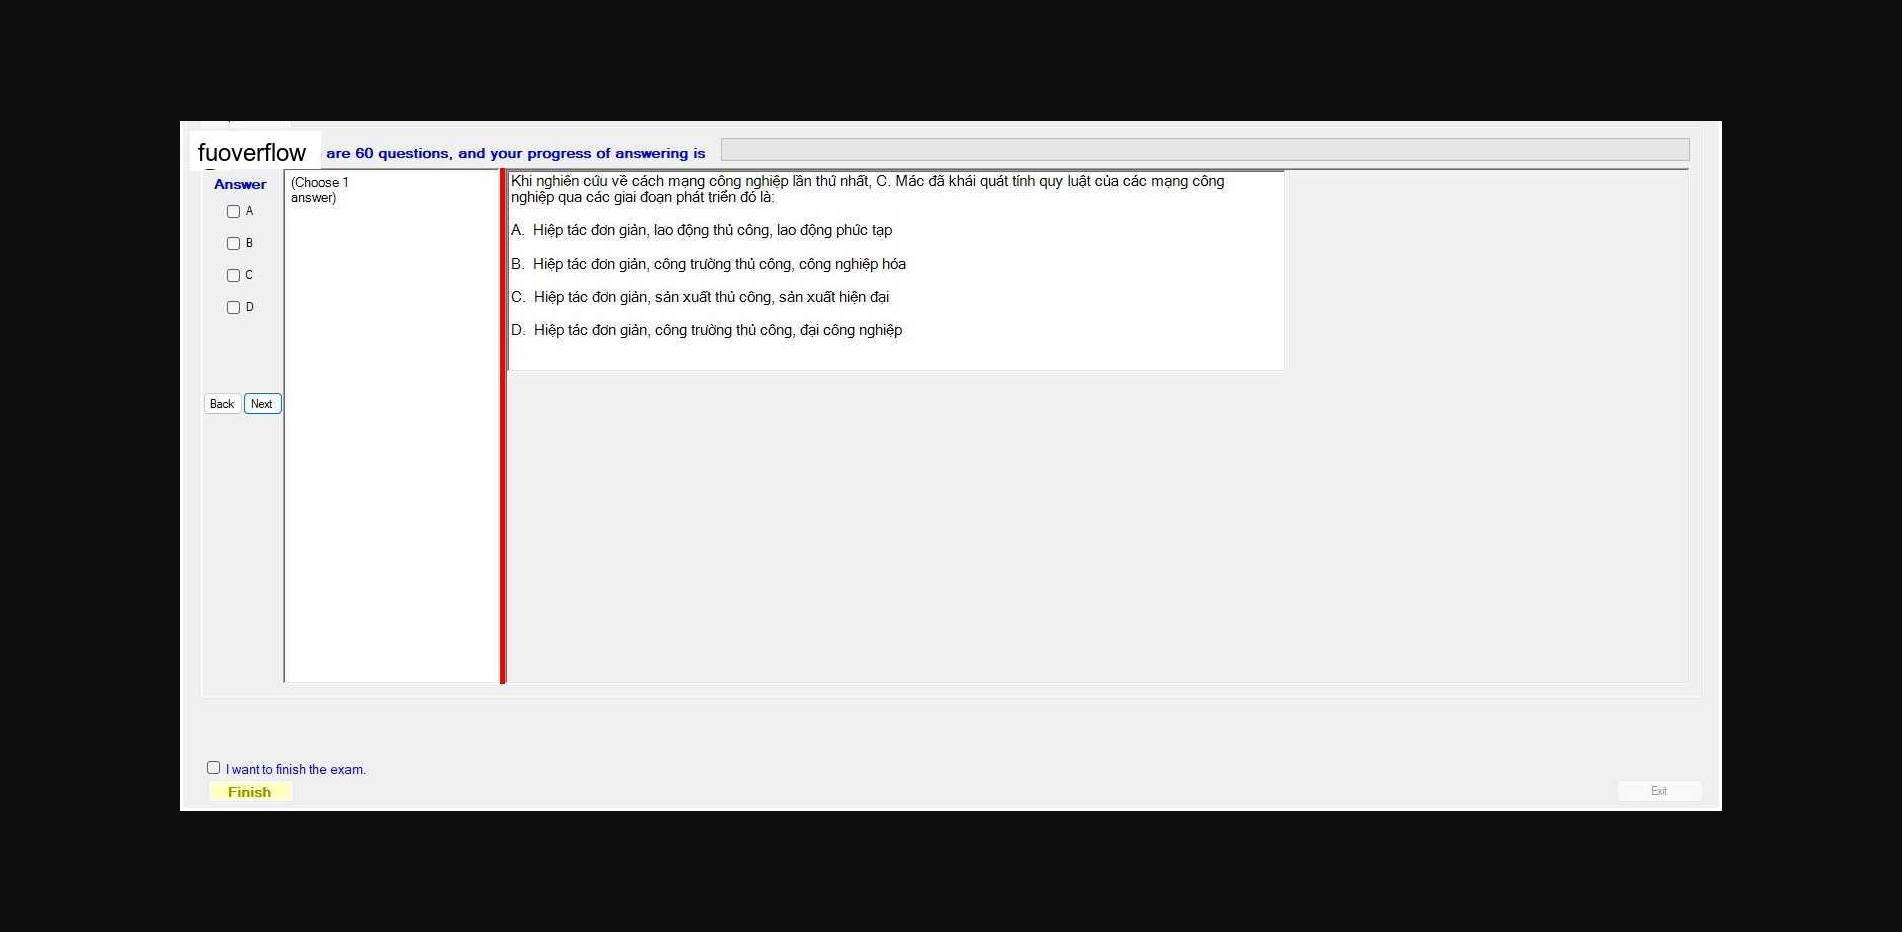 fuoverflow are 60 questions, and your progress of answering is
Answer
A
B
C
D
Back Next
(Choose 1
answer)
Khi nghiên cứu về cách mạng công nghiệp lần thứ nhất, C. Mác đã khái quát tính quy luật của các mạng công
nghiệp qua các giai đoạn phát triển đó là:
A. Hiệp tác đơn giản, lao động thủ công, lao động phức tạp
B. Hiệp tác đơn giản, công trường thủ công, công nghiệp hóa
C. Hiệp tác đơn giản, sản xuất thủ công, sản xuất hiện đại
D. Hiệp tác đơn giản, công trường thủ công, đại công nghiệp
I want to finish the exam.
Finish
Exit